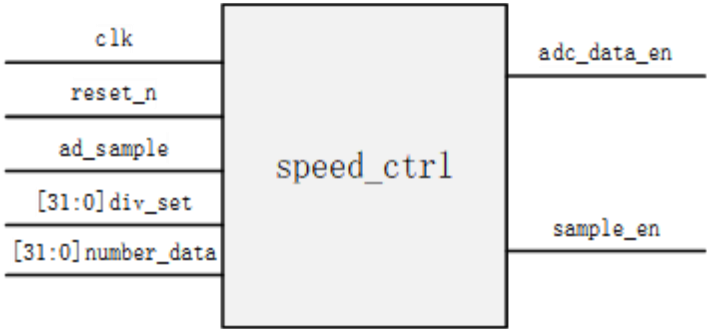 clk
reset_n
ad_sample
[31:0]div_set
[31:0]number_data
speed_ctrl
adc_data_en
sample_en